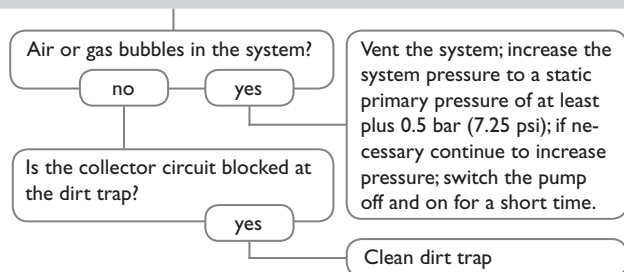 Air or gas bubbles in the system?
no
yes
Vent the system; increase the
system pressure to a static
primary pressure of at least
plus 0.5 bar (7.25 psi); if ne-
cessary continue to increase
pressure; switch the pump
off and on for a short time.
Is the collector circuit blocked at
the dirt trap?
yes
Clean dirt trap